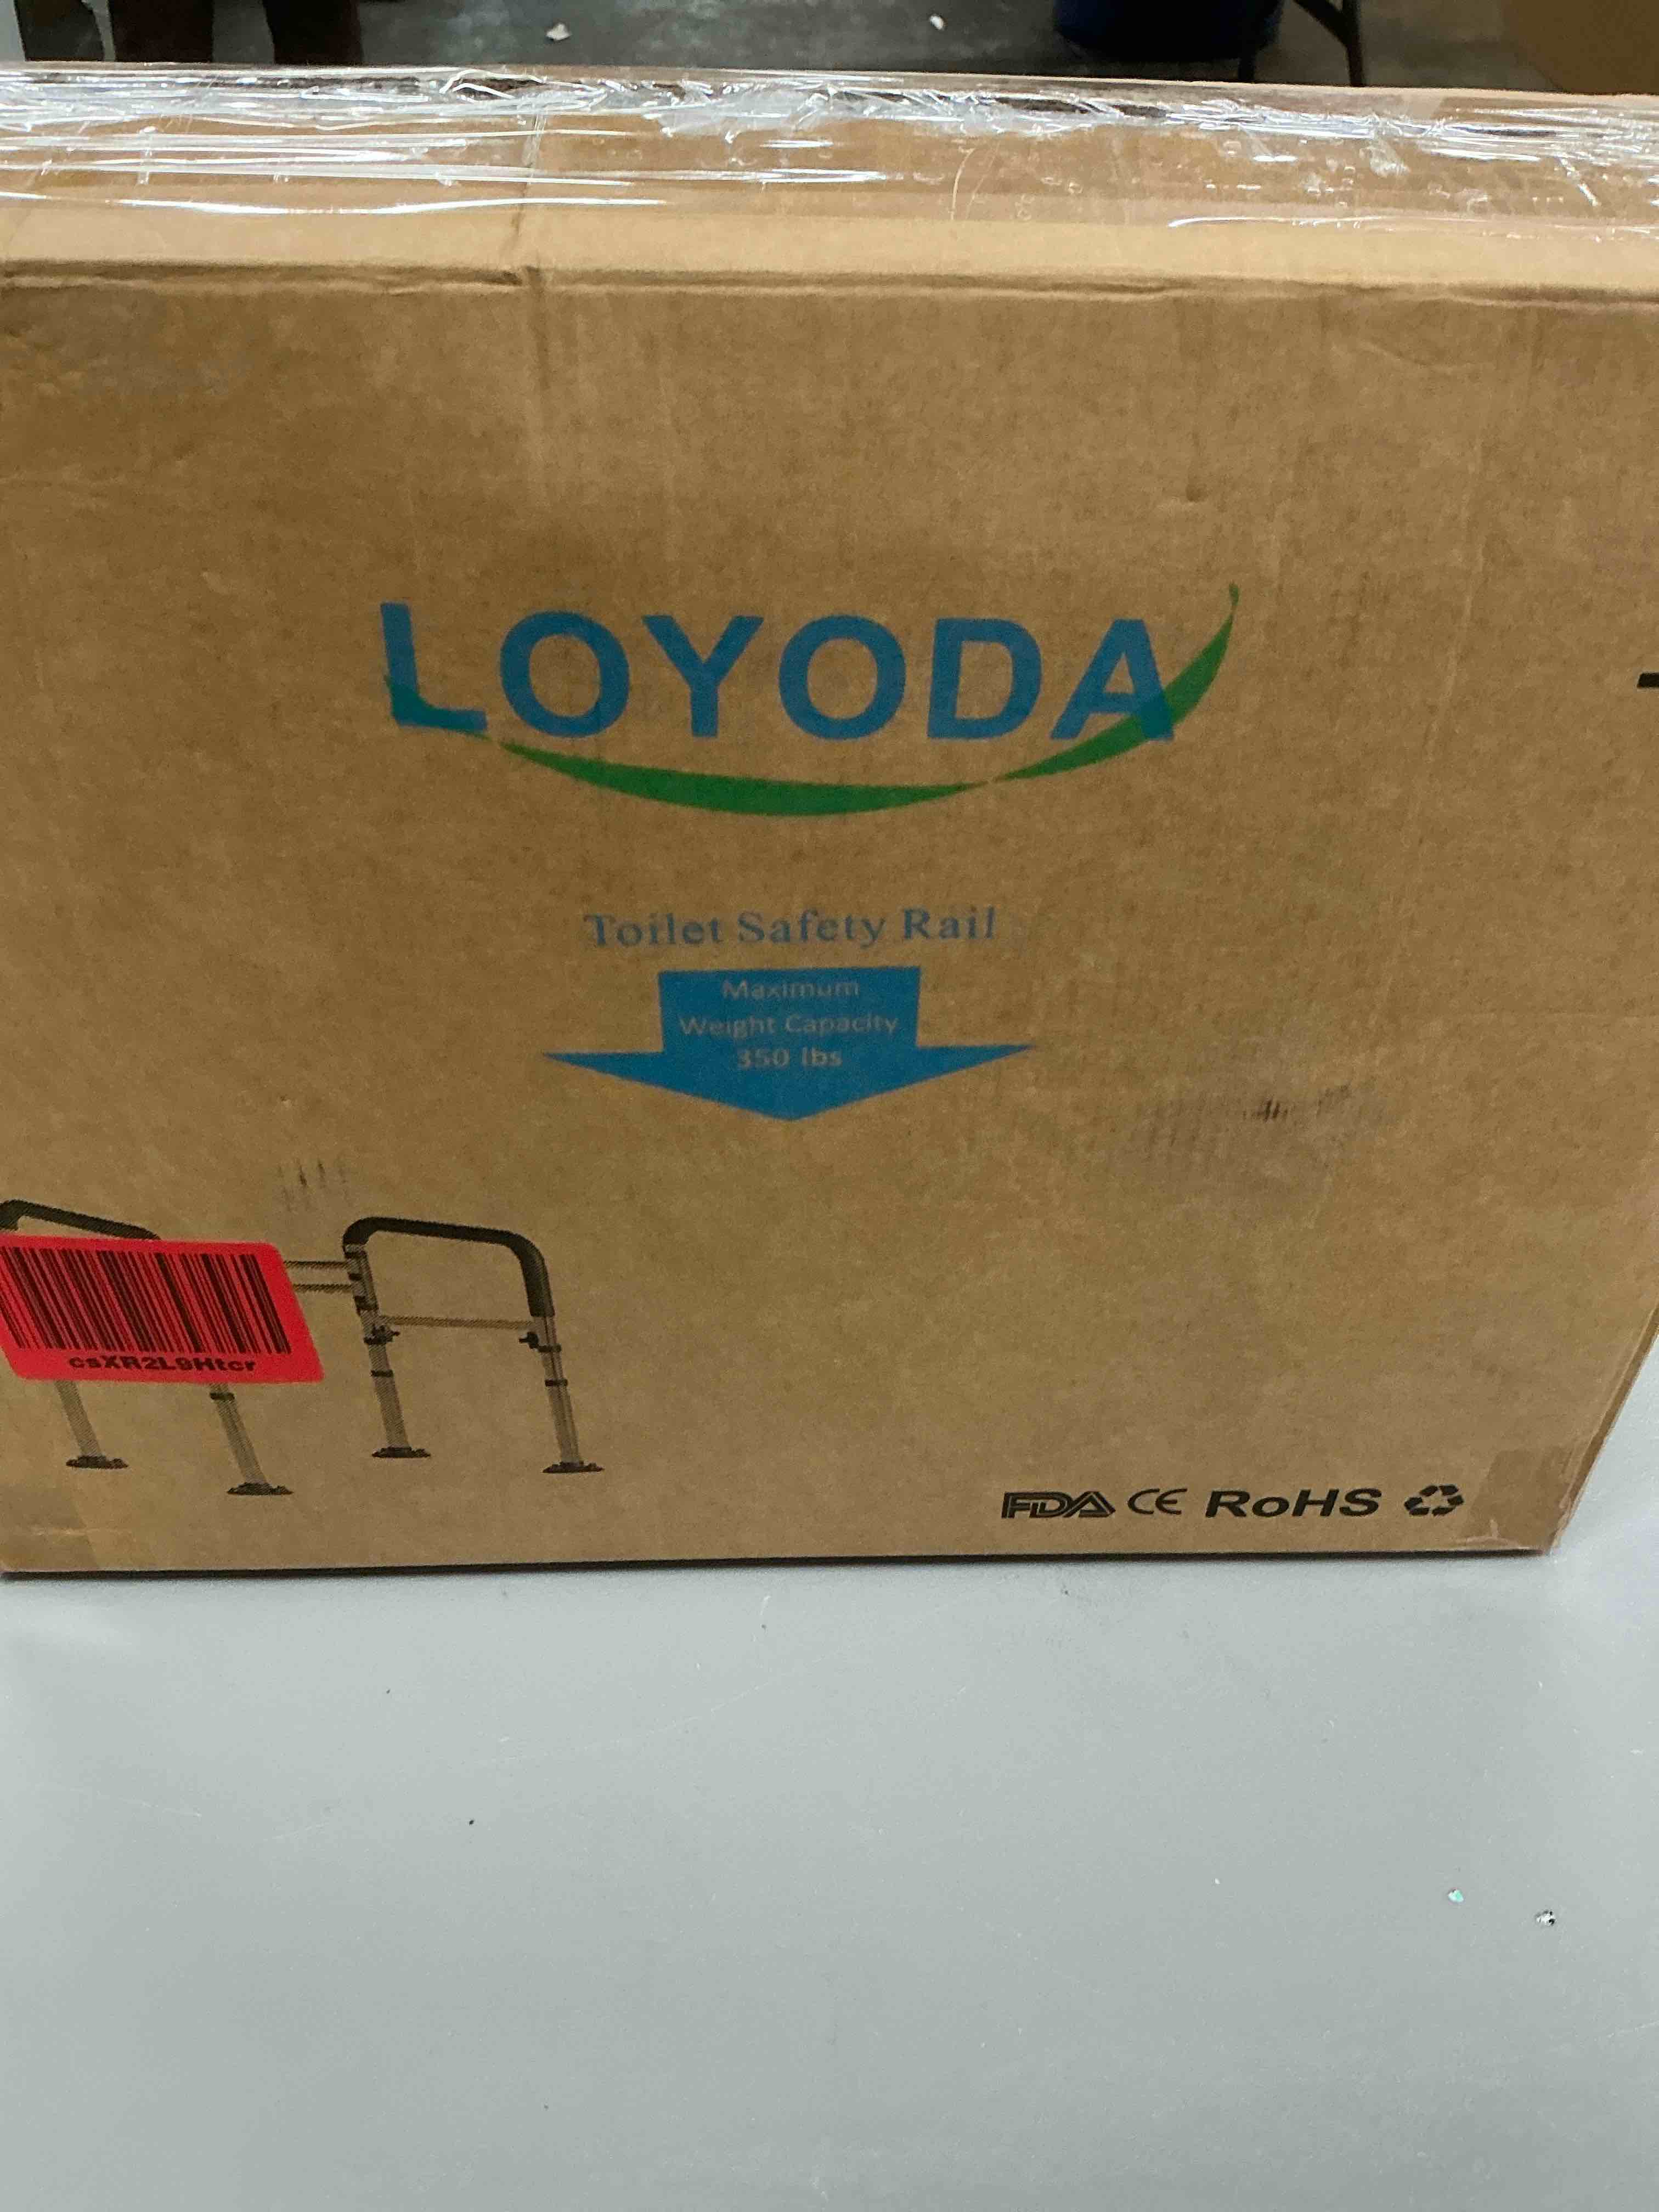 LOYODA
Toilet Safety Rail
Maximum
Weight Capacity
350 lbs
csXR2L9Htcr
FDA CE RoHS